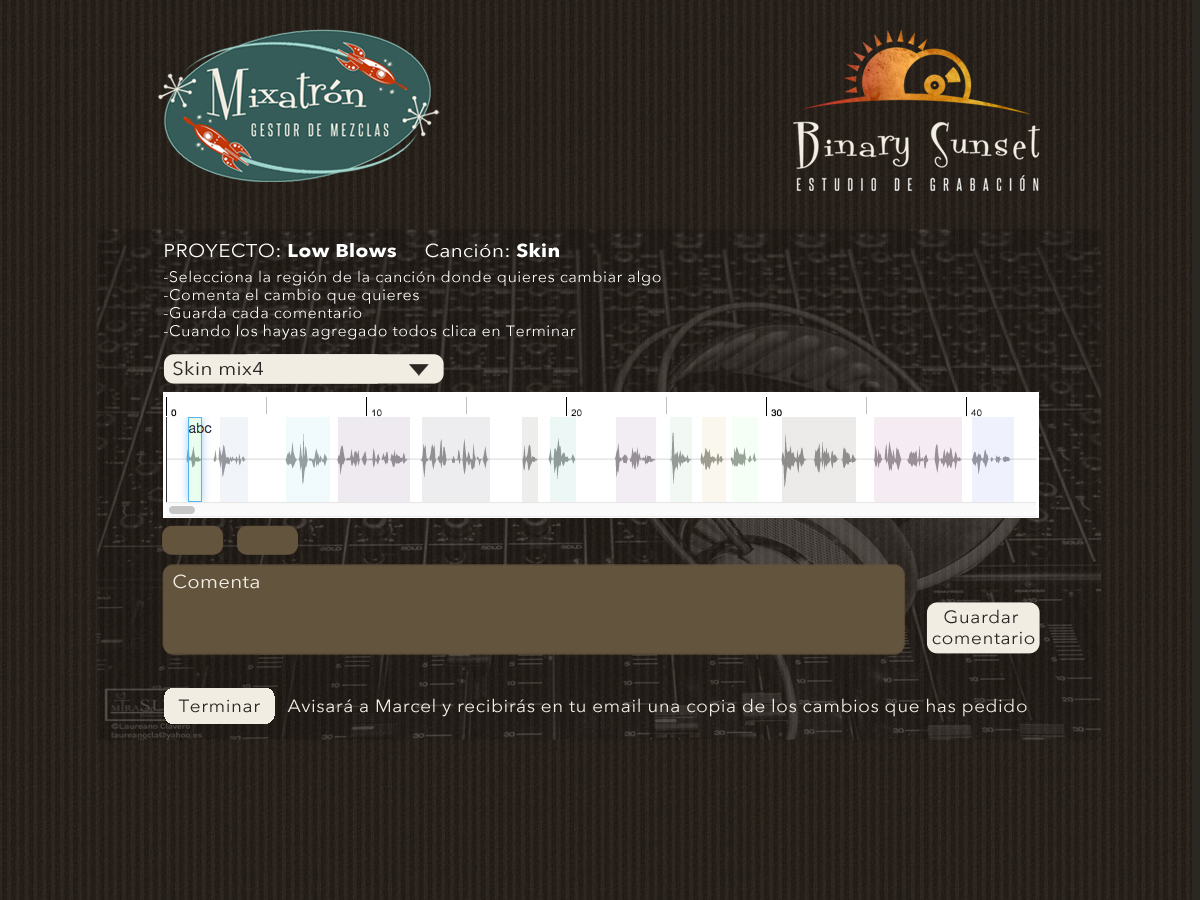 Mixatrón
GESTOR DE MEZCLAS
Binary Sunset
ESTUDIO DE GRABACIÓN
PROYECTO: Low Blows Canción: Skin
-Selecciona la región de la canción donde quieres cambiar algo
-Comenta el cambio que quieres
-Guarda cada comentario
-Cuando los hayas agregado todos clica en Terminar
Skin mix4
0 10 20 30 40
abc
Comenta
Guardar
comentario
Terminar Avisará a Marcel y recibirás en tu email una copia de los cambios que has pedido
©Laureano Clavero
laureanocla@yahoo.es